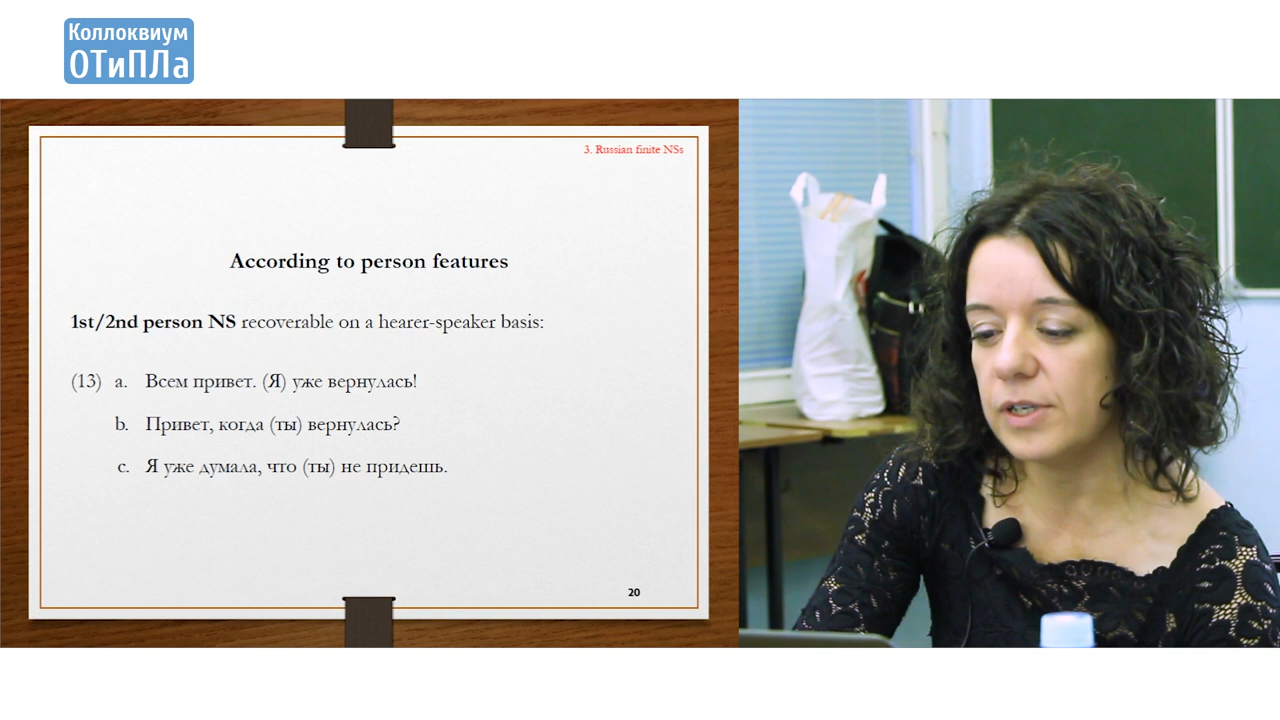 Коллоквиум
ОТиПЛа
3. Russian finite NSs
According to person features
1st/2nd person NS recoverable on a hearer-speaker basis:
(13) a. Всем привет. (Я) уже вернулась!
b. Привет, когда (ты) вернулась?
c. Я уже думала, что (ты) не придешь.
20